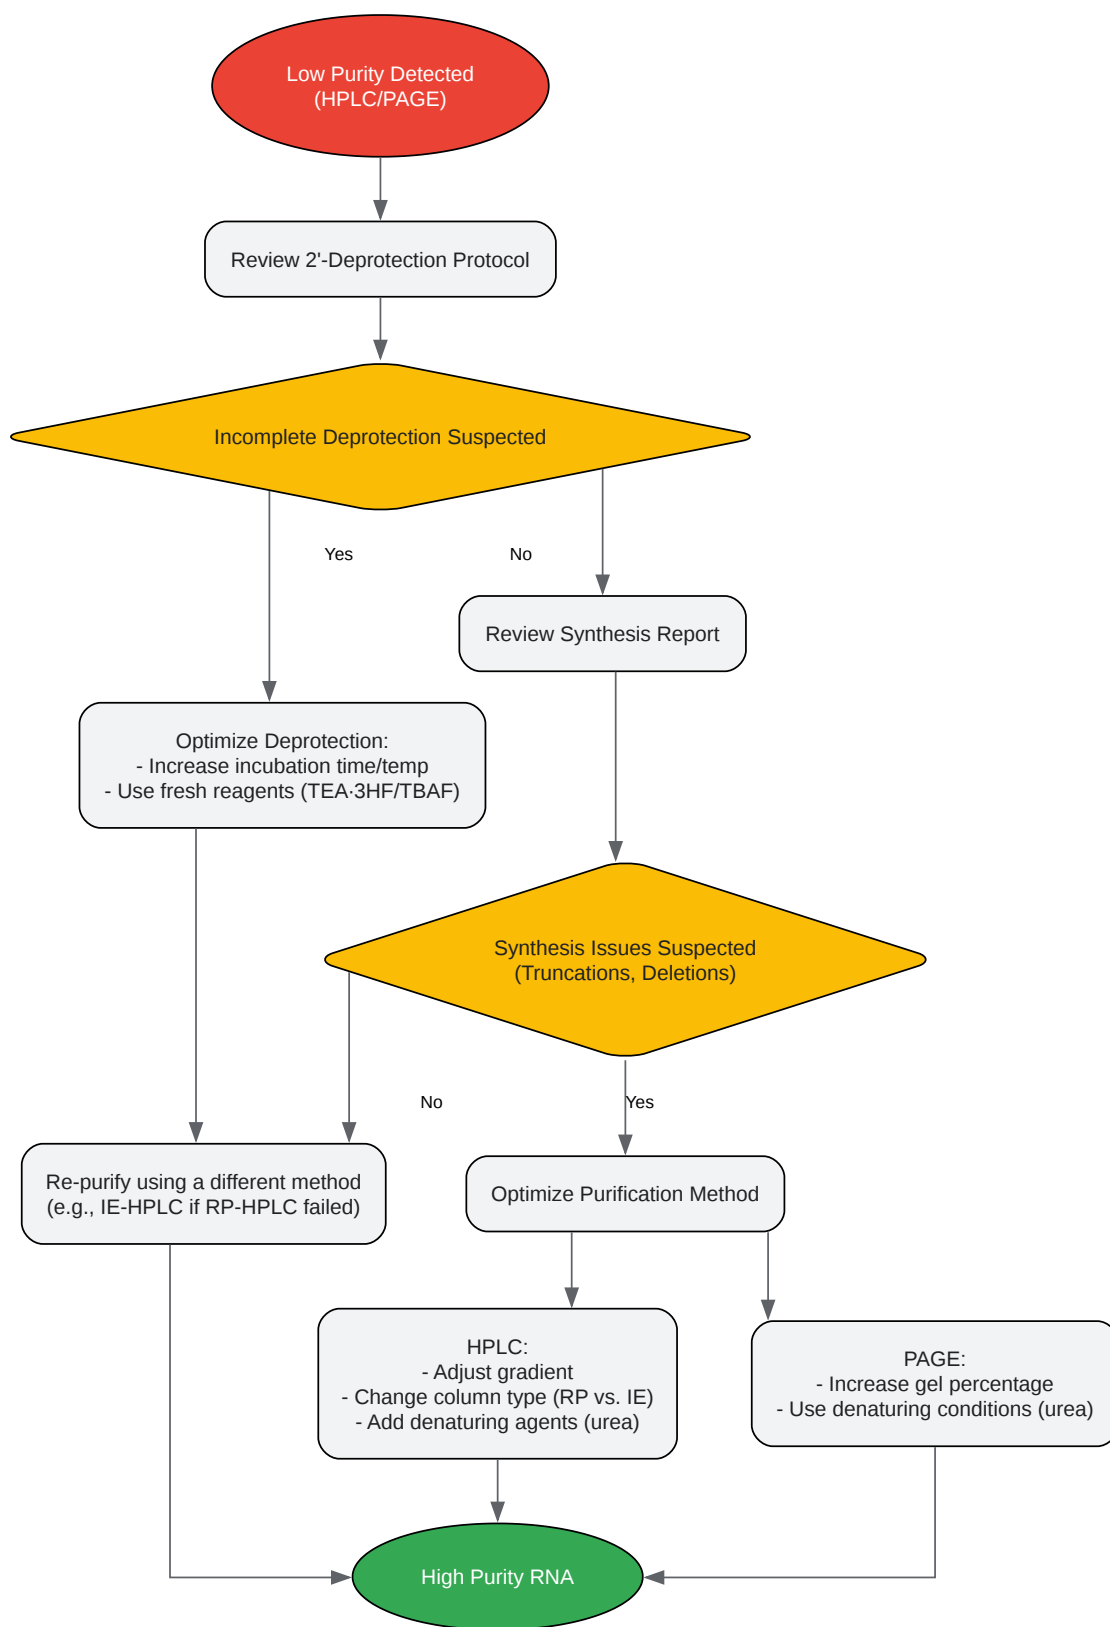 Low Purity Detected
(HPLC/PAGE)
Review 2'-Deprotection Protocol
Incomplete Deprotection Suspected
Yes
No
Review Synthesis Report
Optimize Deprotection:
- Increase incubation time/temp
- Use fresh reagents (TEA·3HF/TBAF)
Synthesis Issues Suspected
(Truncations, Deletions)
No
Yes
Re-purify using a different method
(e.g., IE-HPLC if RP-HPLC failed)
Optimize Purification Method
HPLC:
- Adjust gradient
- Change column type (RP vs. IE)
- Add denaturing agents (urea)
PAGE:
- Increase gel percentage
- Use denaturing conditions (urea)
High Purity RNA